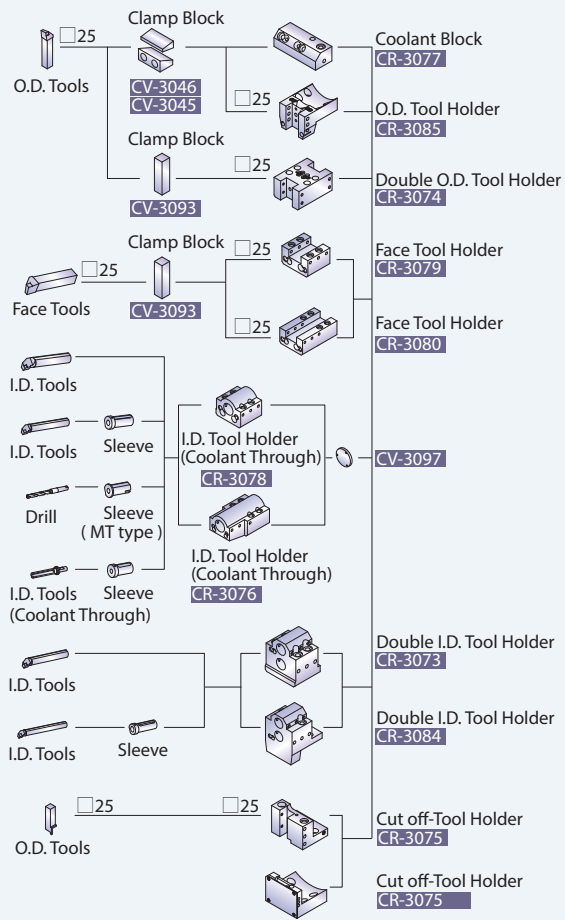 □25
O.D. Tools
Clamp Block
CV-3046
CV-3045
Coolant Block
CR-3077
□25
O.D. Tool Holder
CR-3085
Clamp Block
CV-3093
□25
Double O.D. Tool Holder
CR-3074
Face Tools
□25
Clamp Block
CV-3093
□25
Face Tool Holder
CR-3079
□25
Face Tool Holder
CR-3080
I.D. Tools
I.D. Tools
Sleeve
Drill
Sleeve
( MT type )
I.D. Tools
(Coolant Through)
Sleeve
I.D. Tool Holder
(Coolant Through)
CR-3078
I.D. Tool Holder
(Coolant Through)
CR-3076
CV-3097
I.D. Tools
I.D. Tools
Sleeve
Double I.D. Tool Holder
CR-3073
Double I.D. Tool Holder
CR-3084
□25
O.D. Tools
□25
Cut off-Tool Holder
CR-3075
Cut off-Tool Holder
CR-3075